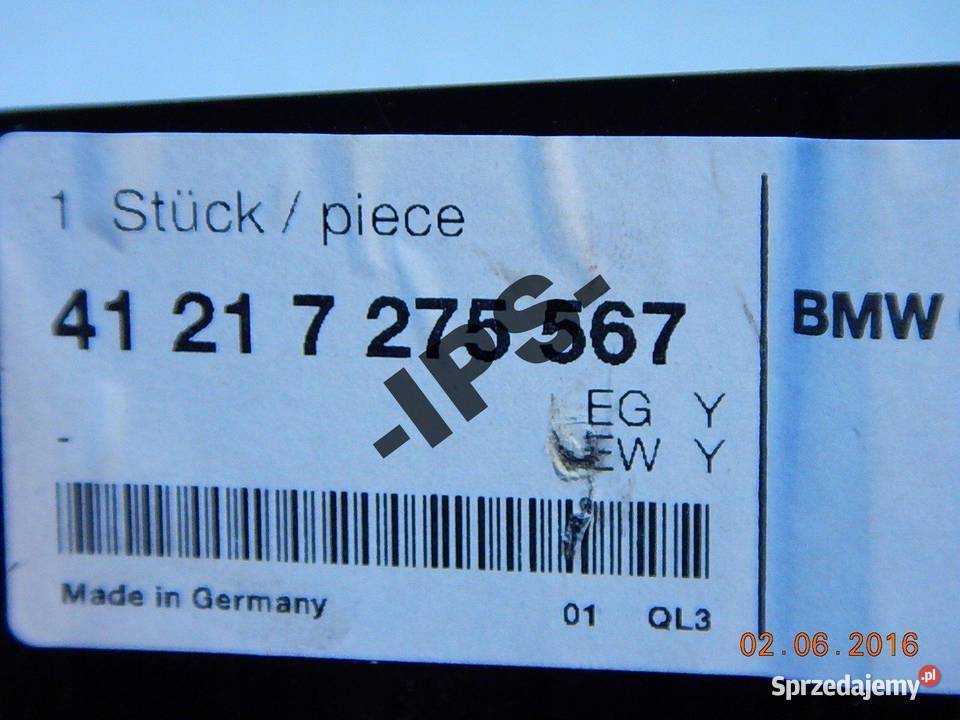 1 Stück / piece
41 21 7 275 567
-IPS-
EG Y
-
EW Y
Made in Germany
01 QL3
BMW
02.06.2016
Sprzedajemy.pl